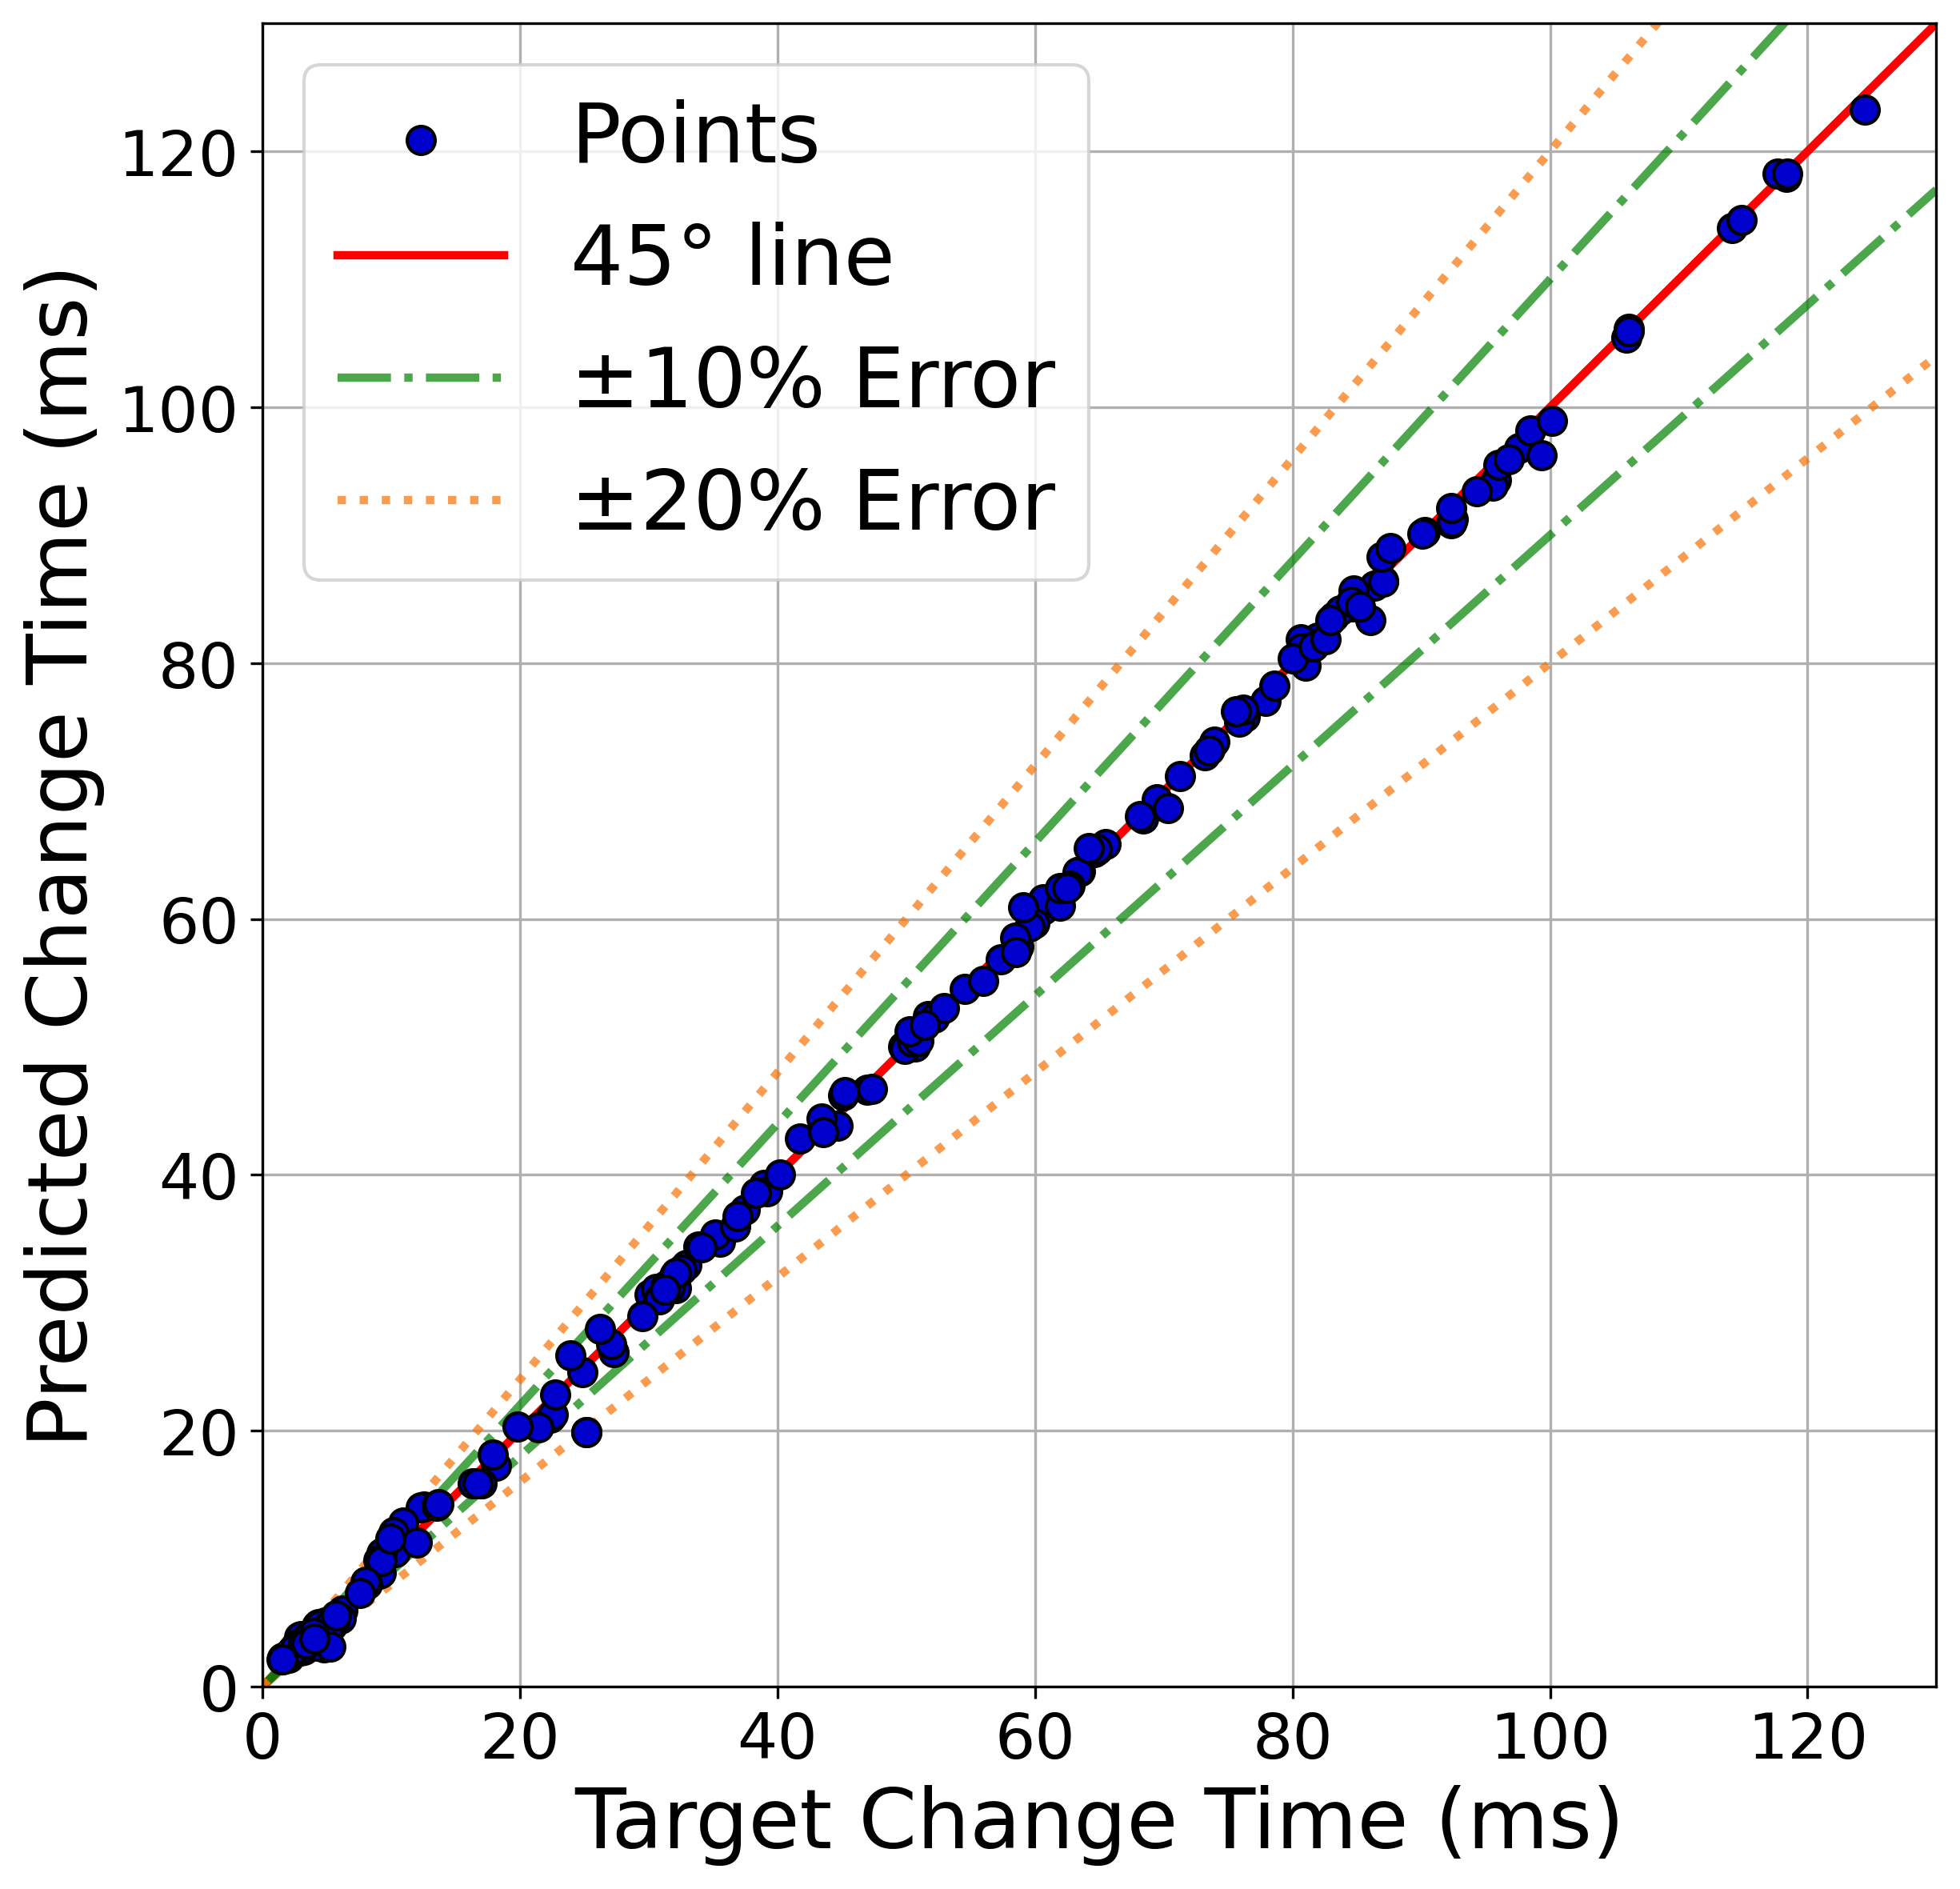 Points
45° line
±10% Error
±20% Error
Predicted Change Time (ms)
120
100
80
60
40
20
0
0 20 40 60 80 100 120
Target Change Time (ms)